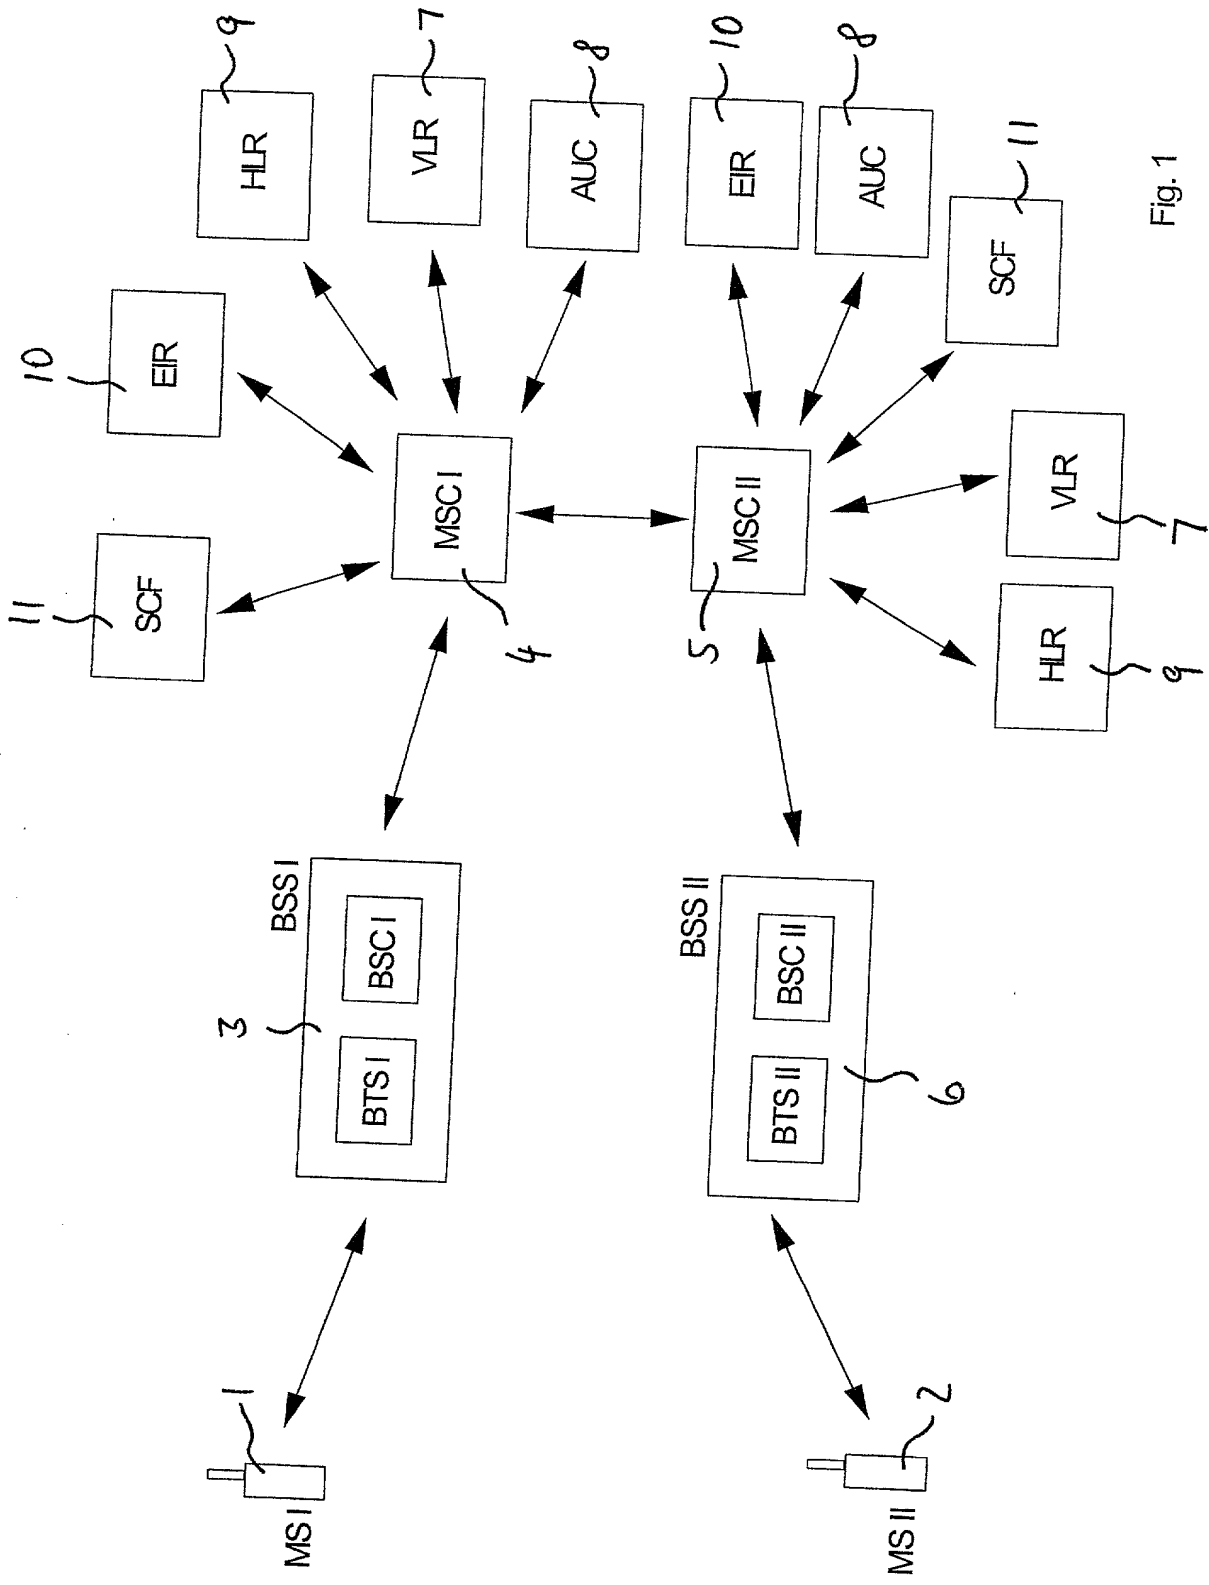 11
SCF
10
EIR
9
HLR
7
VLR
8
AUC
MSC I
4
BSS I
3
BTS I
BSC I
1
MS I
10
EIR
8
AUC
11
SCF
MSC II
5
7
VLR
9
HLR
BSS II
BTS II
BSC II
6
2
MS II
Fig. 1